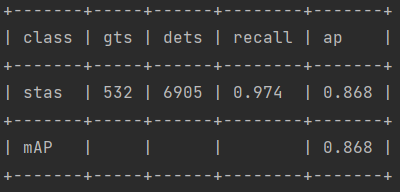 +-------+-----+------+--------+-------+
| class | gts | dets | recall | ap    |
+-------+-----+------+--------+-------+
| stas  | 532 | 6905 | 0.974  | 0.868 |
+-------+-----+------+--------+-------+
| mAP   |     |      |        | 0.868 |
+-------+-----+------+--------+-------+